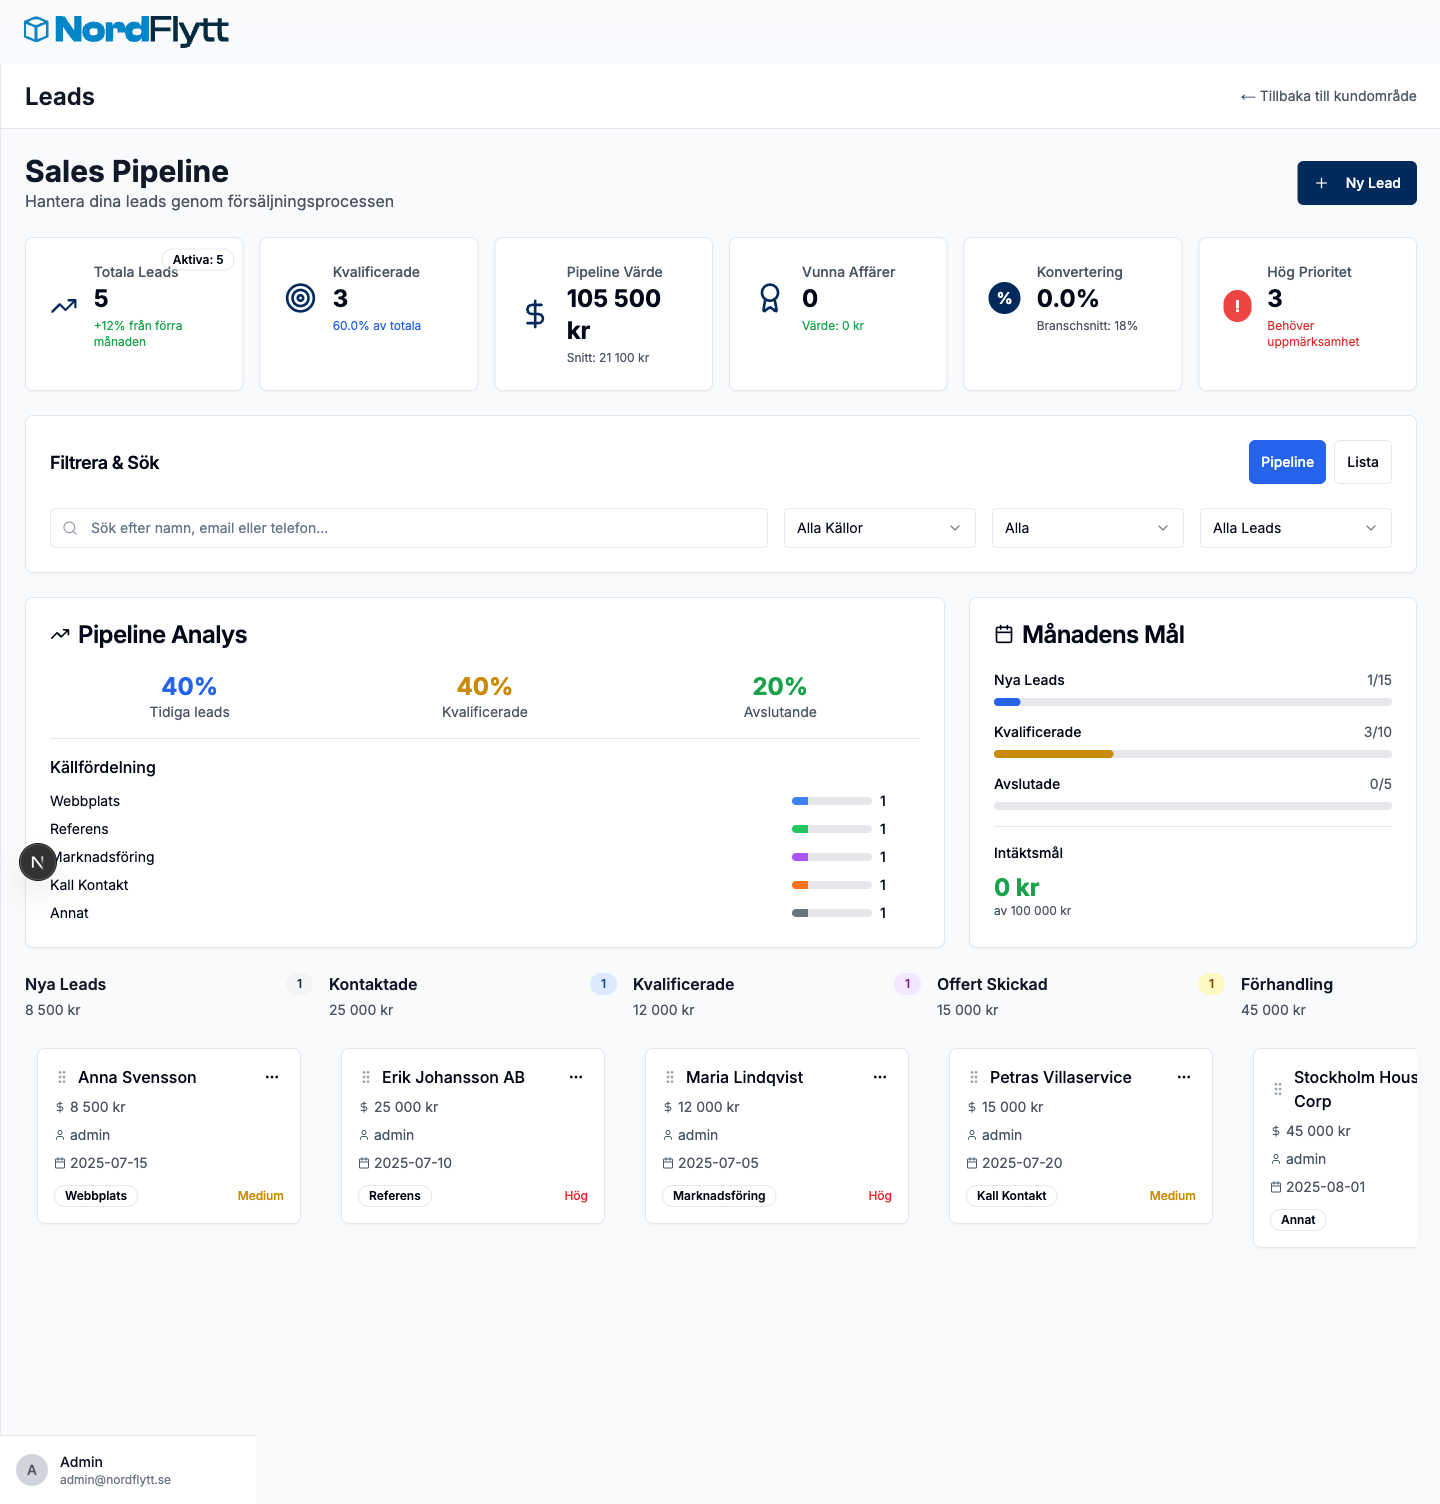 NordFlytt
Leads
← Tillbaka till kundområde
Sales Pipeline
Hantera dina leads genom försäljningsprocessen
+ Ny Lead
Aktiva: 5
Totala Leads
5
+12% från förra
månaden
Kvalificerade
3
60.0% av totala
Pipeline Värde
105 500
kr
Snitt: 21 100 kr
Vunna Affärer
0
Värde: 0 kr
%
Konvertering
0.0%
Branschsnitt: 18%
!
Hög Prioritet
3
Behöver
uppmärksamhet
Filtrera & Sök
Pipeline
Lista
Sök efter namn, email eller telefon...
Alla Källor
Alla
Alla Leads
Pipeline Analys
40%
Tidiga leads
40%
Kvalificerade
20%
Avslutande
Källfördelning
Webbplats 1
Referens 1
Marknadsföring 1
Kall Kontakt 1
Annat 1
N
Månadens Mål
Nya Leads 1/15
Kvalificerade 3/10
Avslutade 0/5
Intäktsmål
0 kr
av 100 000 kr
Nya Leads 1
8 500 kr
Anna Svensson ...
$ 8 500 kr
admin
2025-07-15
Webbplats Medium
Kontaktade 1
25 000 kr
Erik Johansson AB ...
$ 25 000 kr
admin
2025-07-10
Referens Hög
Kvalificerade 1
12 000 kr
Maria Lindqvist ...
$ 12 000 kr
admin
2025-07-05
Marknadsföring Hög
Offert Skickad 1
15 000 kr
Petras Villaservice ...
$ 15 000 kr
admin
2025-07-20
Kall Kontakt Medium
Förhandling
45 000 kr
Stockholm Hous
Corp
$ 45 000 kr
admin
2025-08-01
Annat
A
Admin
admin@nordflytt.se